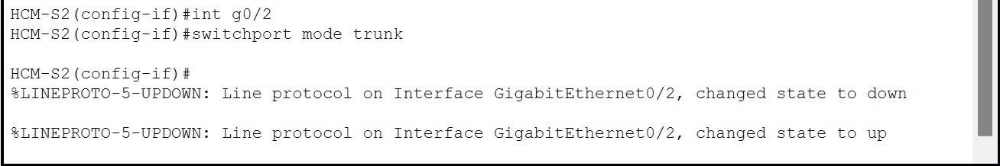 HCM-S2(config-if)#int g0/2
HCM-S2(config-if)#switchport mode trunk
HCM-S2(config-if)#
%LINEPROTO-5-UPDOWN: Line protocol on Interface GigabitEthernet0/2, changed state to down
%LINEPROTO-5-UPDOWN: Line protocol on Interface GigabitEthernet0/2, changed state to up